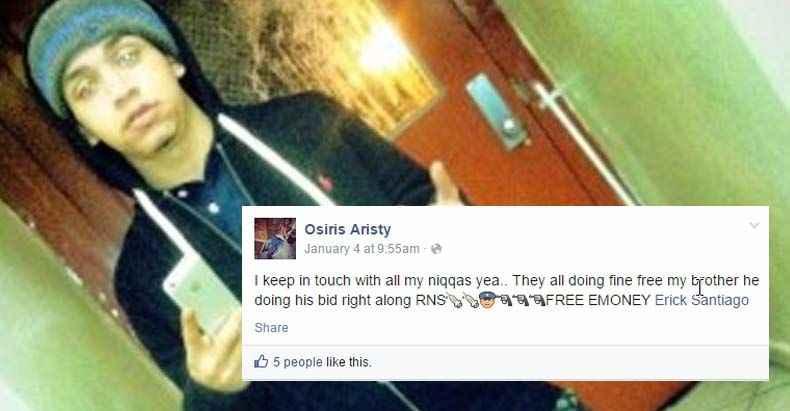 Osiris Aristy
January 4 at 9:55am ·
I keep in touch with all my niqqas yea.. They all doing fine free my brother he
doing his bid right along RNS🔪🔪👮🔫🔫🔫FREE EMONEY Erick Santiago
Share
5 people like this.